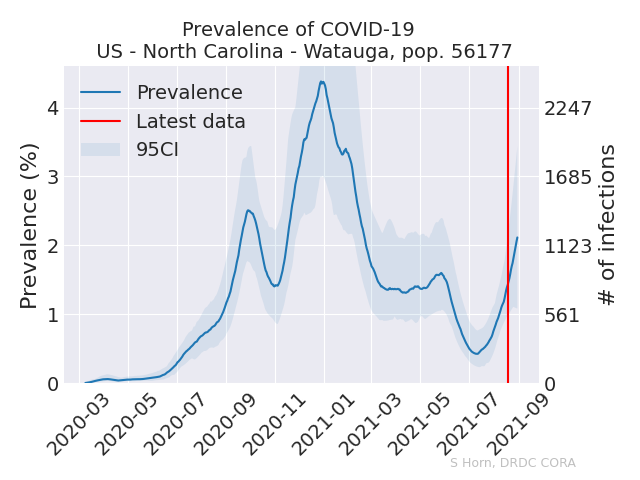 Prevalence of COVID-19
US - North Carolina - Watauga, pop. 56177
Prevalence
Latest data
95CI
Prevalence (%)
4
3
2
1
0
# of infections
2247
1685
1123
561
0
2020-03
2020-05
2020-07
2020-09
2020-11
2021-01
2021-03
2021-05
2021-07
2021-09
S Horn, DRDC CORA